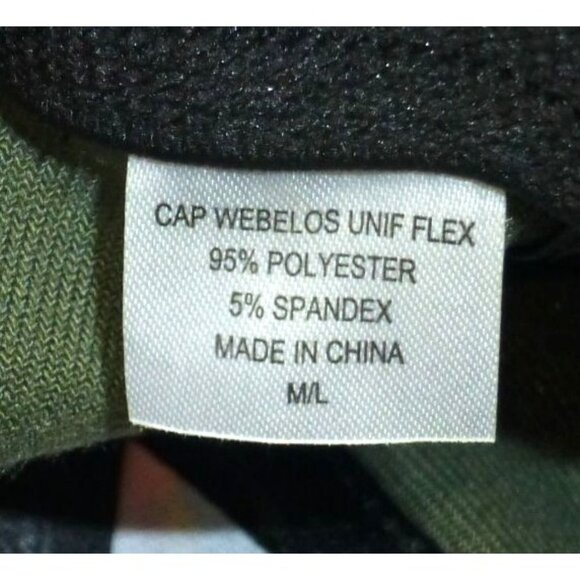 CAP WEBELOS UNIF FLEX
95% POLYESTER
5% SPANDEX
MADE IN CHINA
M/L